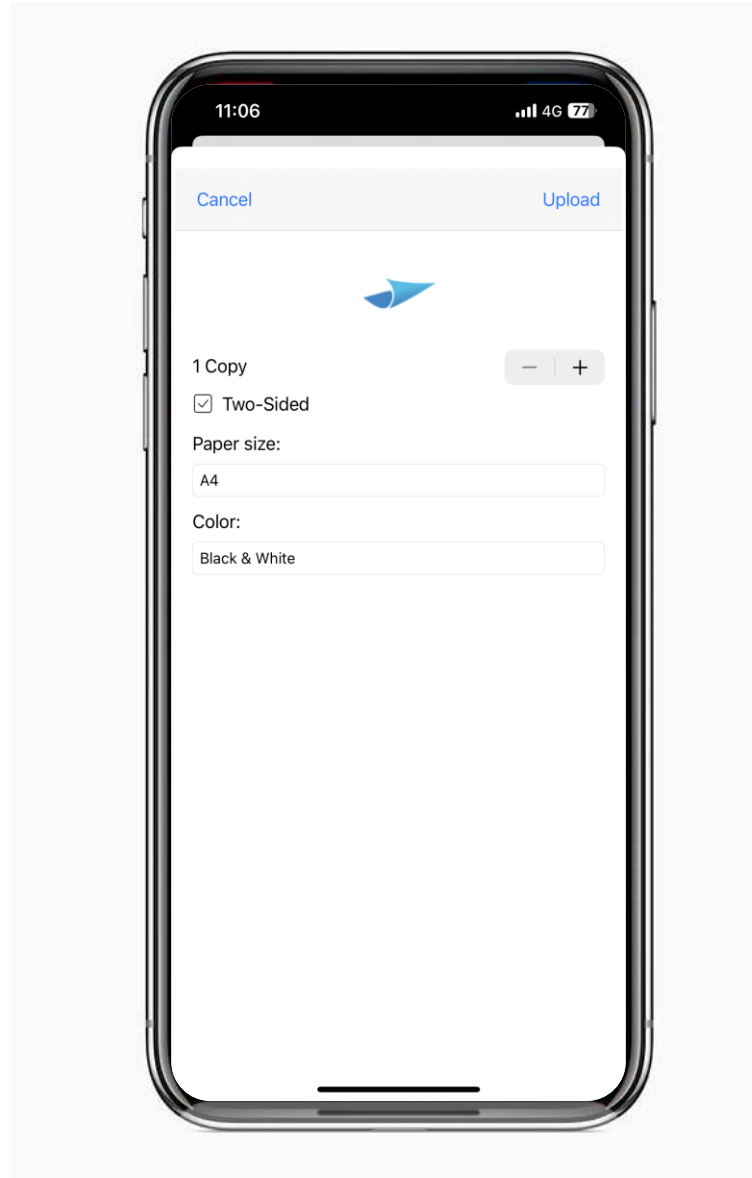 11:06 4G 77
Cancel Upload
1 Copy
Two-Sided
Paper size:
A4
Color:
Black & White